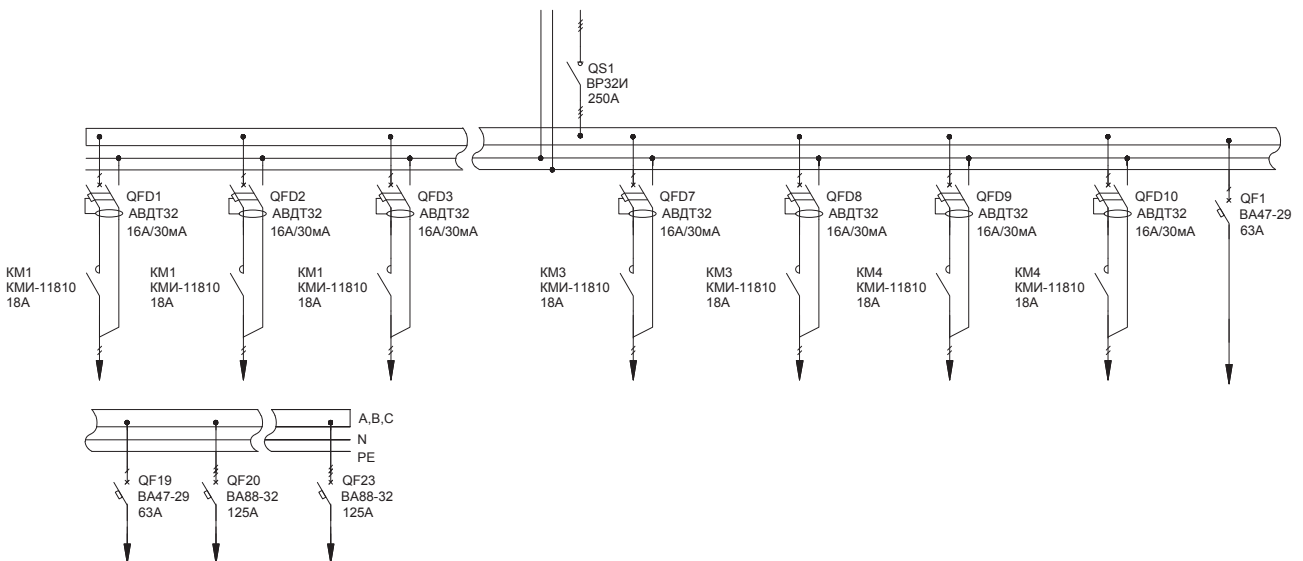 QS1
ВР32И
250А
QFD1
АВДТ32
16А/30мА
QFD2
АВДТ32
16А/30мА
QFD3
АВДТ32
16А/30мА
QFD7
АВДТ32
16А/30мА
QFD8
АВДТ32
16А/30мА
QFD9
АВДТ32
16А/30мА
QFD10
АВДТ32
16А/30мА
QF1
ВА47-29
63А
КМ1
КМИ-11810
18А
КМ1
КМИ-11810
18А
КМ1
КМИ-11810
18А
КМ3
КМИ-11810
18А
КМ3
КМИ-11810
18А
КМ4
КМИ-11810
18А
КМ4
КМИ-11810
18А
A,B,C
N
PE
QF19
ВА47-29
63А
QF20
ВА88-32
125А
QF23
ВА88-32
125А